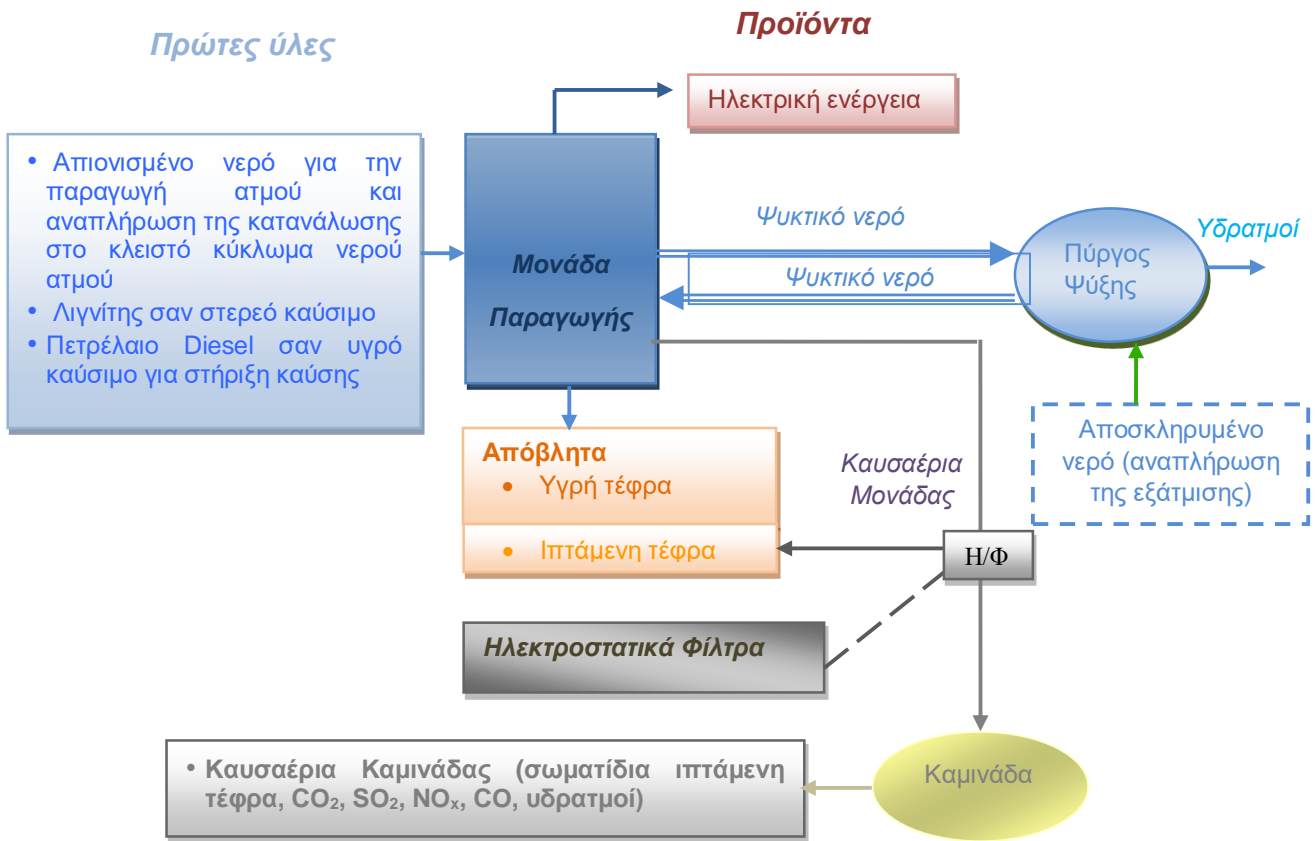 Πρώτες ύλες
Προϊόντα
Ηλεκτρική ενέργεια
• Απιονισμένο νερό για την
παραγωγή ατμού και
αναπλήρωση της κατανάλωσης
στο κλειστό κύκλωμα νερού
ατμού
• Λιγνίτης σαν στερεό καύσιμο
• Πετρέλαιο Diesel σαν υγρό
καύσιμο για στήριξη καύσης
Μονάδα
Παραγωγής
Ψυκτικό νερό
Ψυκτικό νερό
Πύργος
Ψύξης
Υδρατμοί
Αποσκληρυμένο
νερό (αναπλήρωση
της εξάτμισης)
Απόβλητα
• Υγρή τέφρα
• Ιπτάμενη τέφρα
Καυσαέρια
Μονάδας
Η/Φ
Ηλεκτροστατικά Φίλτρα
• Καυσαέρια Καμινάδας (σωματίδια ιπτάμενη
τέφρα, CO₂, SO₂, NOₓ, CO, υδρατμοί)
Καμινάδα